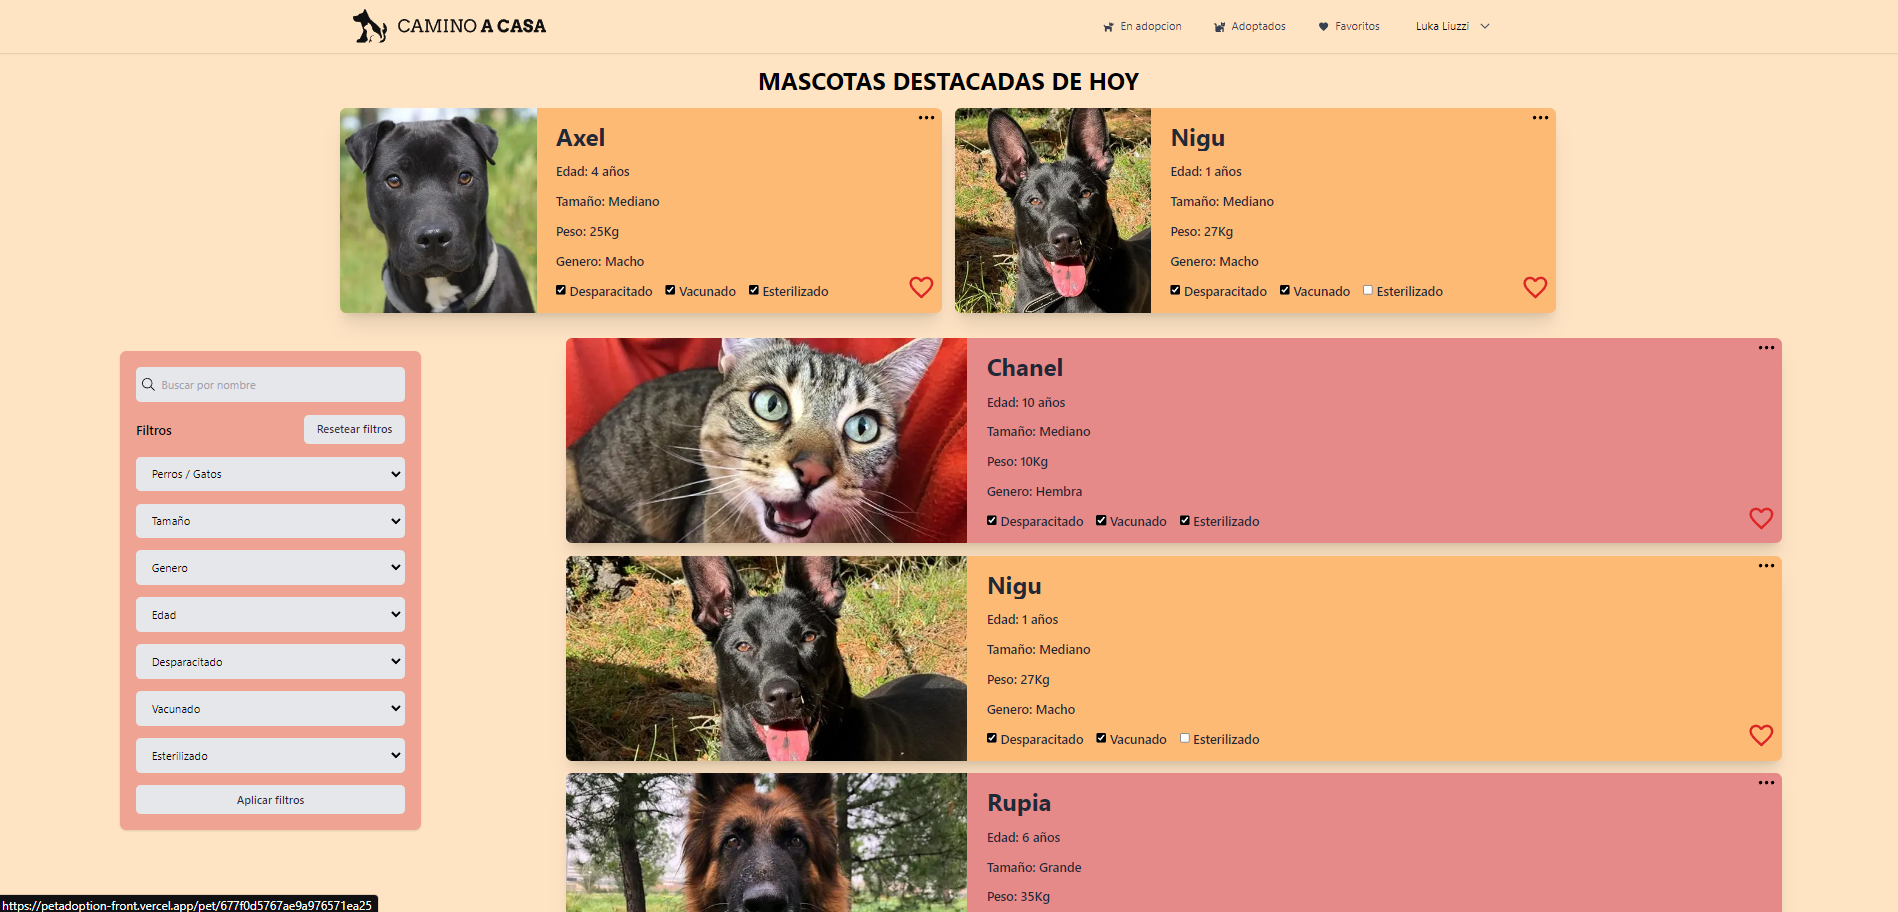 CAMINO A CASA
En adopcion
Adoptados
Favoritos
Luka Liuzzi
MASCOTAS DESTACADAS DE HOY
Axel
Edad: 4 años
Tamaño: Mediano
Peso: 25Kg
Genero: Macho
Desparacitado Vacunado Esterilizado
Nigu
Edad: 1 años
Tamaño: Mediano
Peso: 27Kg
Genero: Macho
Desparacitado Vacunado Esterilizado
Buscar por nombre
Filtros
Resetear filtros
Perros / Gatos
Tamaño
Genero
Edad
Desparacitado
Vacunado
Esterilizado
Aplicar filtros
Chanel
Edad: 10 años
Tamaño: Mediano
Peso: 10Kg
Genero: Hembra
Desparacitado Vacunado Esterilizado
Nigu
Edad: 1 años
Tamaño: Mediano
Peso: 27Kg
Genero: Macho
Desparacitado Vacunado Esterilizado
Rupia
Edad: 6 años
Tamaño: Grande
Peso: 35Kg
https://petadoption-front.vercel.app/pet/677f0d5767ae9a976571ea25